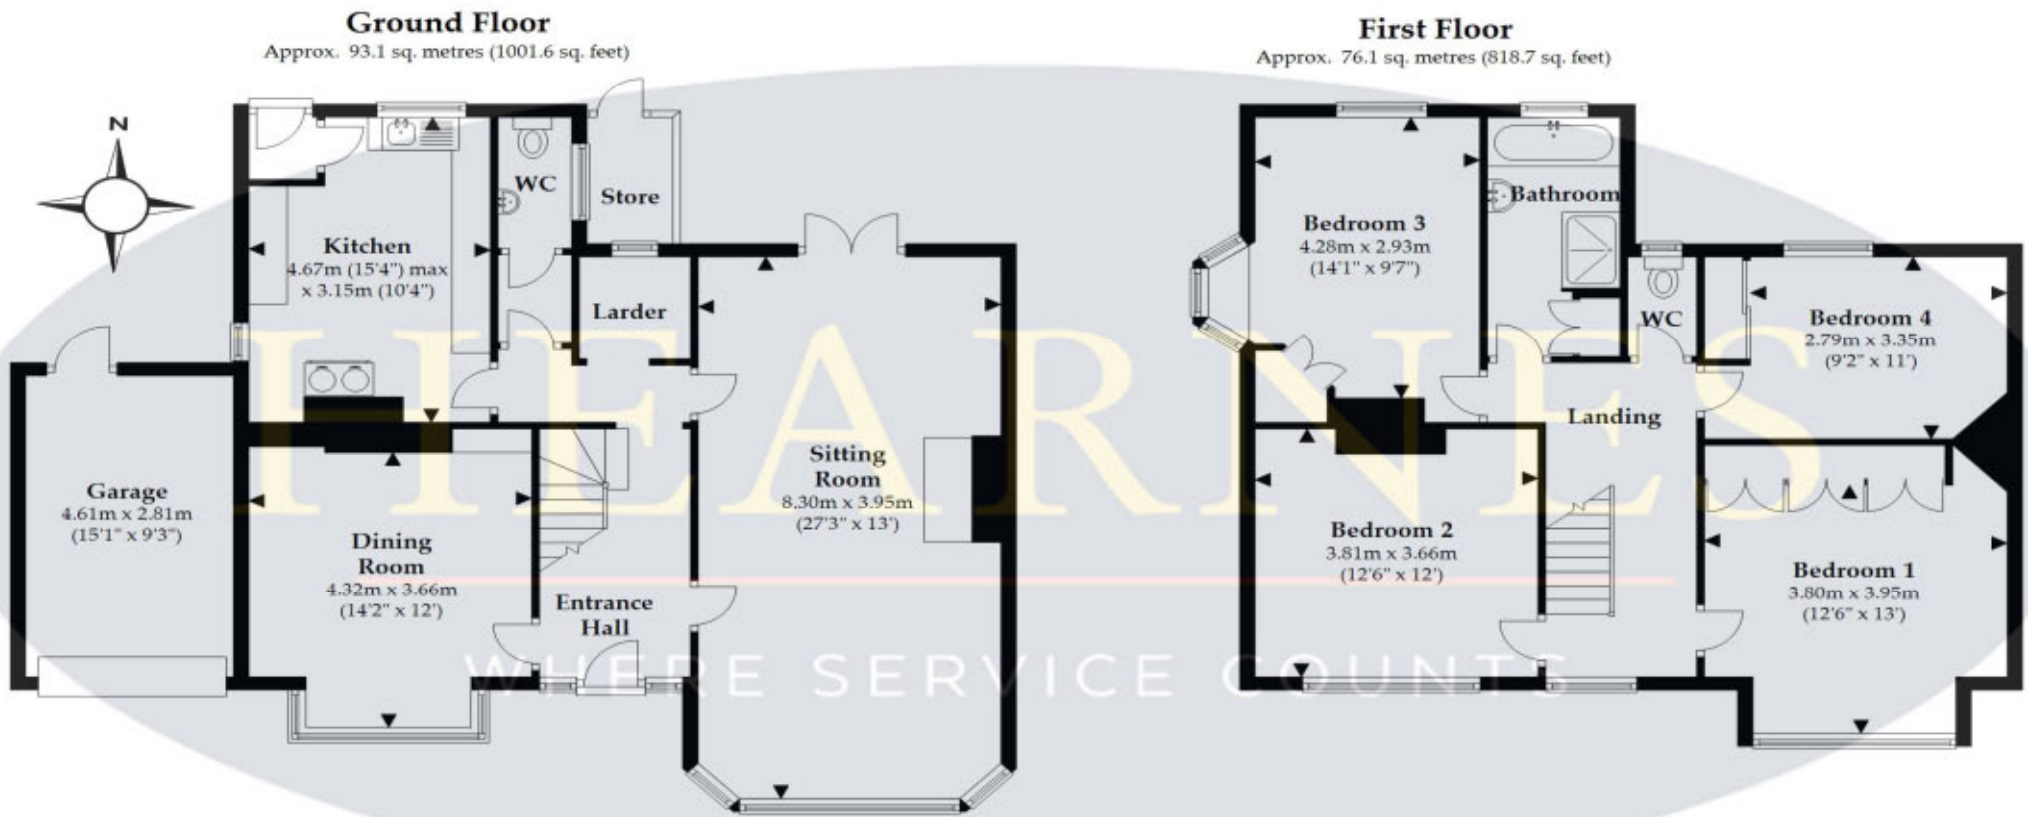 Ground Floor
Approx. 93.1 sq. metres (1001.6 sq. feet)
N
WC
Store
Kitchen
4.67m (15'4") max
x 3.15m (10'4")
Larder
Garage
4.61m x 2.81m
(15'1" x 9'3")
Dining
Room
4.32m x 3.66m
(14'2" x 12')
Entrance
Hall
Sitting
Room
8.30m x 3.95m
(27'3" x 13')
First Floor
Approx. 76.1 sq. metres (818.7 sq. feet)
Bedroom 3
4.28m x 2.93m
(14'1" x 9'7")
Bathroom
WC
Bedroom 4
2.79m x 3.35m
(9'2" x 11')
Landing
Bedroom 2
3.81m x 3.66m
(12'6" x 12')
Bedroom 1
3.80m x 3.95m
(12'6" x 13')
HEARNES
WHERE SERVICE COUNTS